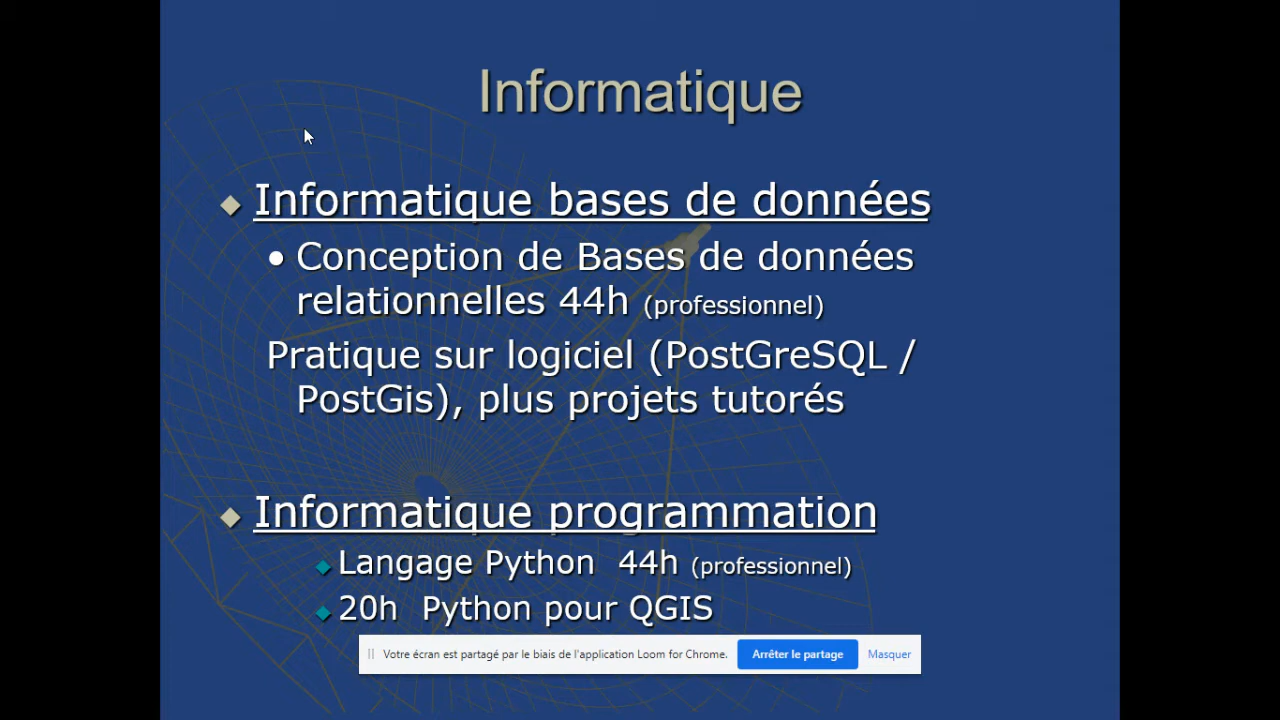 Informatique
Informatique bases de données
Conception de Bases de données
relationnelles 44h (professionnel)
Pratique sur logiciel (PostGreSQL /
PostGis), plus projets tutorés
Informatique programmation
Langage Python 44h (professionnel)
20h Python pour QGIS
Votre écran est partagé par le biais de l'application Loom for Chrome. Arrêter le partage Masquer